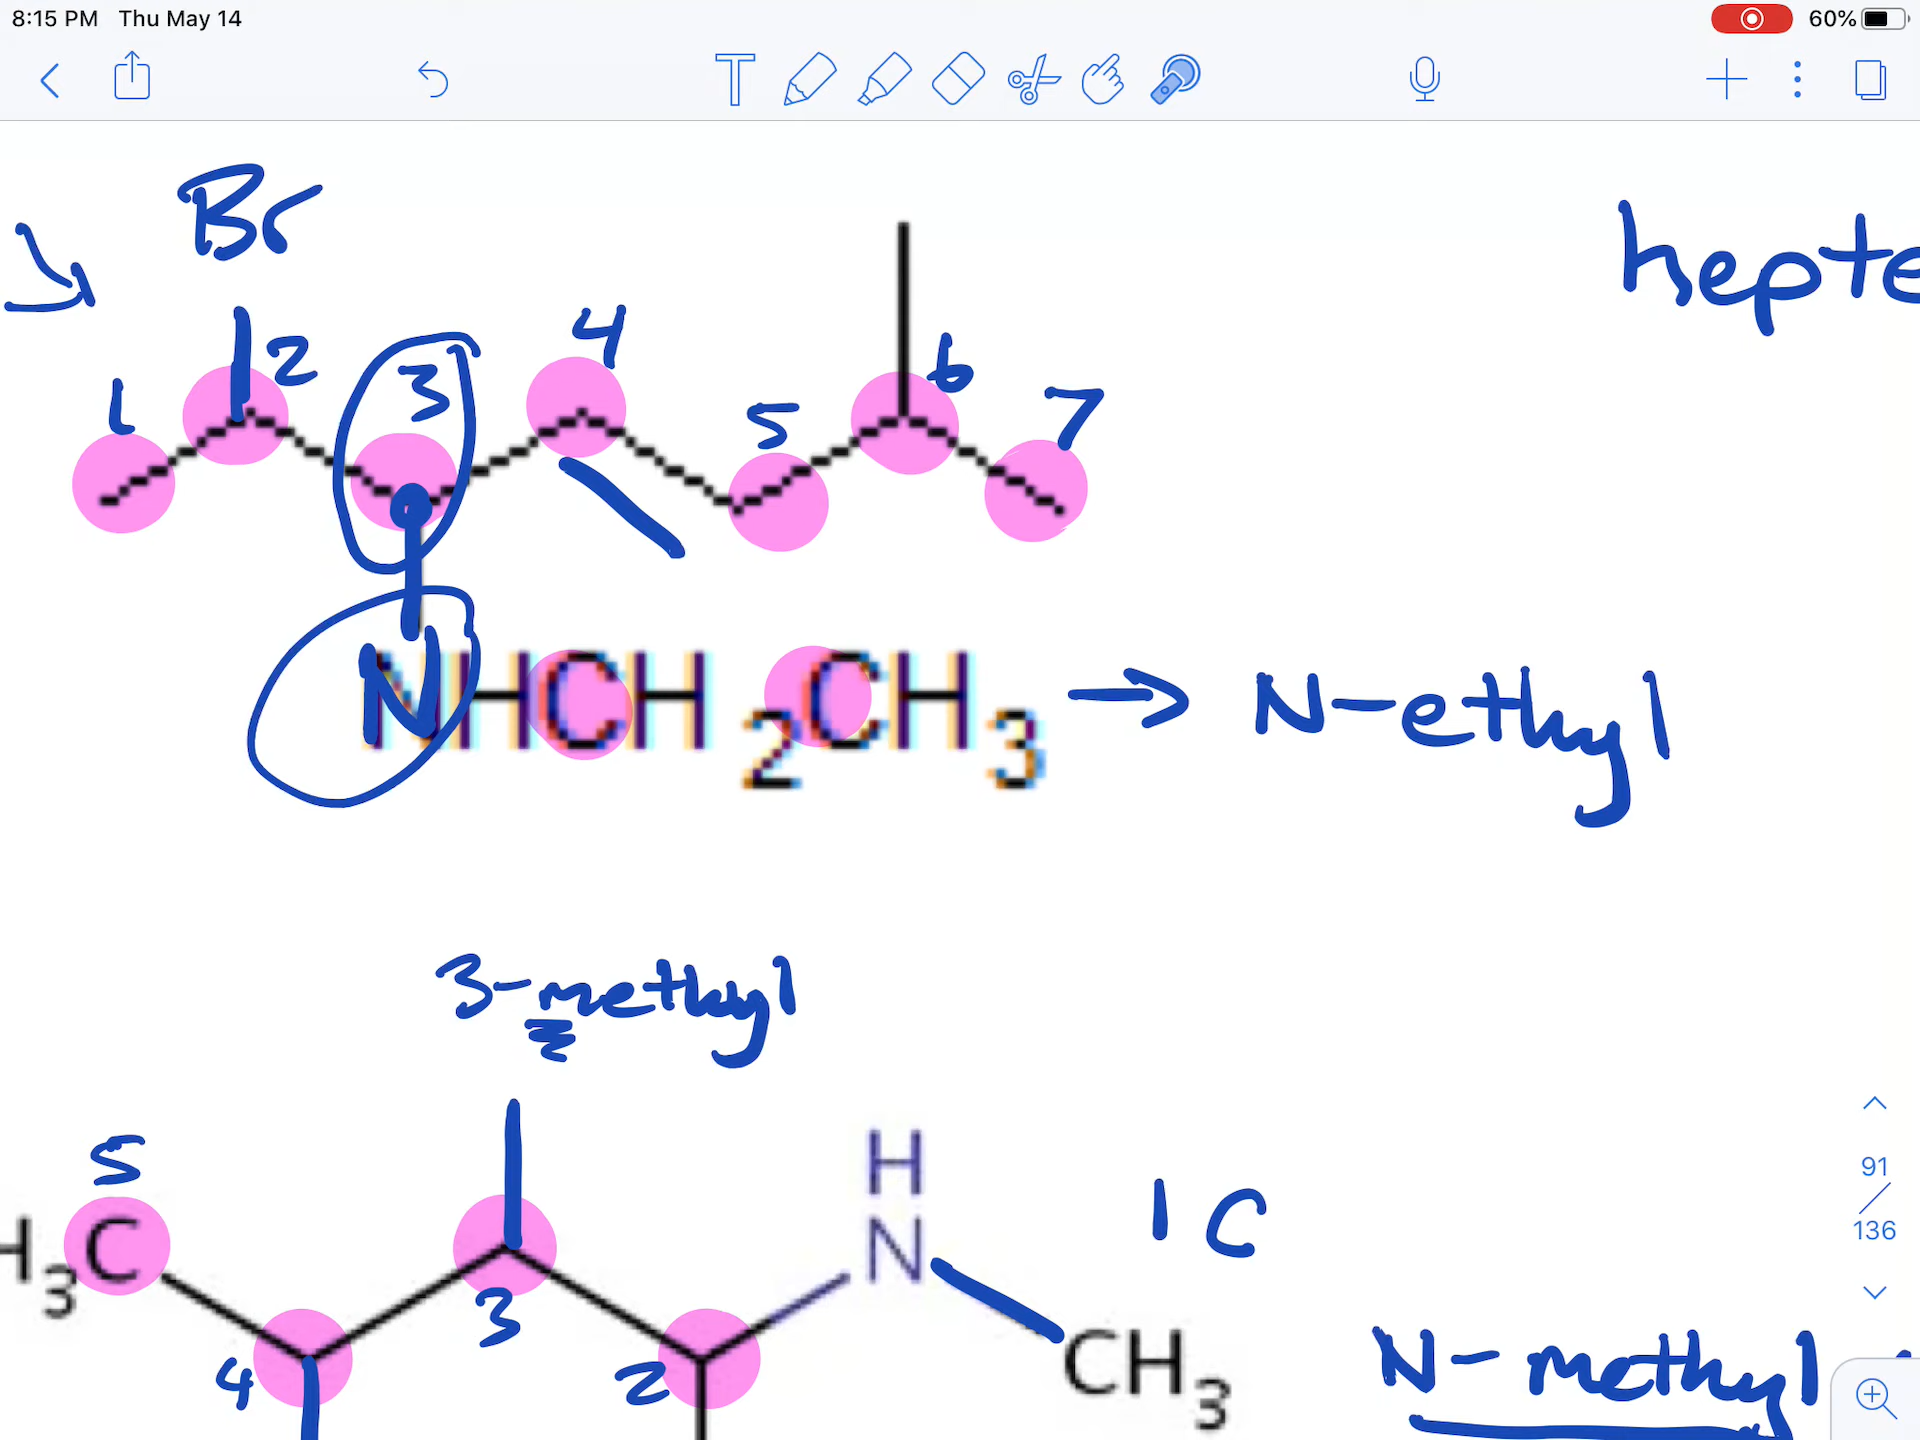 8:15 PM Thu May 14
60%
T
Br
hepte
1 2 3 4 5 6 7
NHCH2CH3 → N-ethyl
3-methyl
5
H
H3C
N
1 C
3
4
2
CH3
N-methyl
91
136